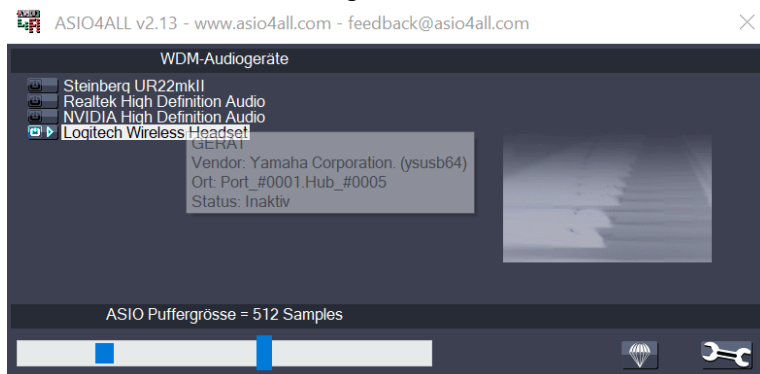 ASIO4ALL v2.13 - www.asio4all.com - feedback@asio4all.com
WDM-Audiogeräte
Steinberg UR22mkII
Realtek High Definition Audio
NVIDIA High Definition Audio
Logitech Wireless Headset
GERÄT
Vendor: Yamaha Corporation. (ysusb64)
Ort: Port_#0001.Hub_#0005
Status: Inaktiv
ASIO Puffergrösse = 512 Samples